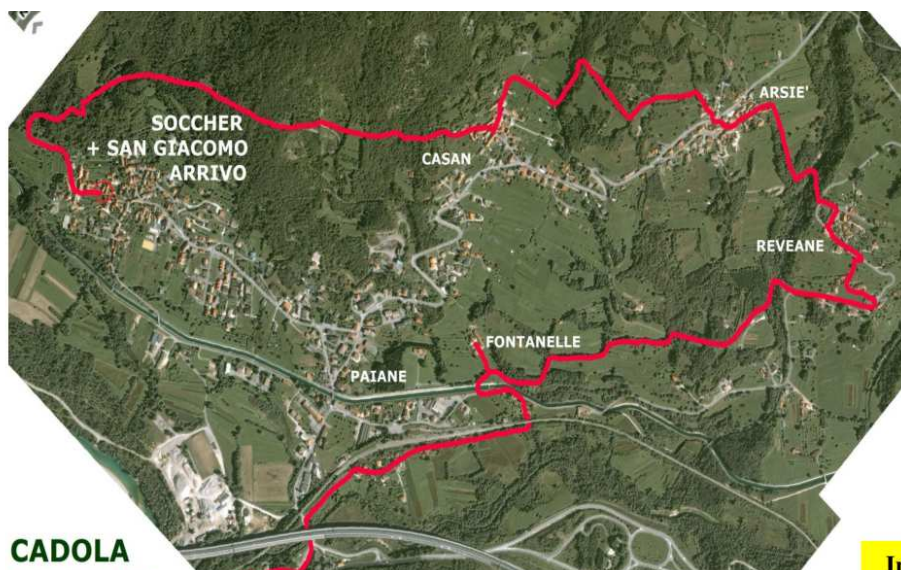 ARSIE'
SOCCHER
+ SAN GIACOMO
ARRIVO
CASAN
REVEANE
FONTANELLE
PAIANE
CADOLA